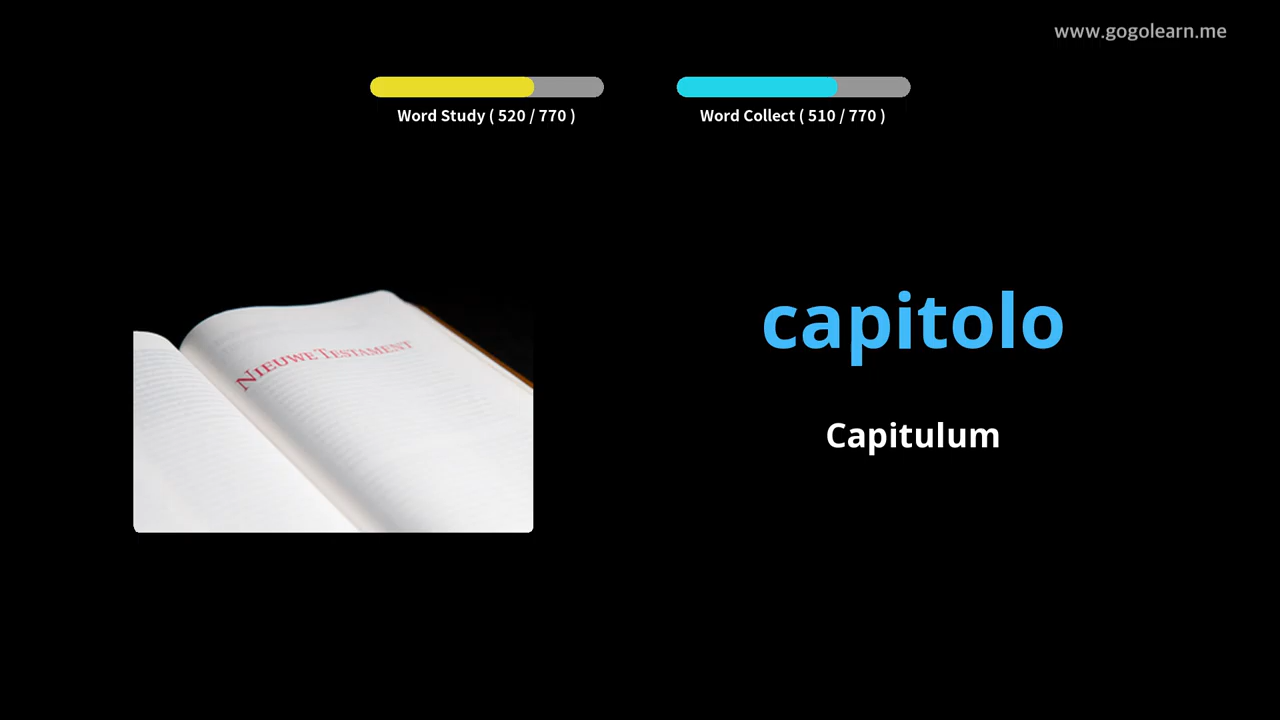 www.gogolearn.me
Word Study ( 520 / 770 )
Word Collect ( 510 / 770 )
NIEUWE TESTAMENT
capitolo
Capitulum